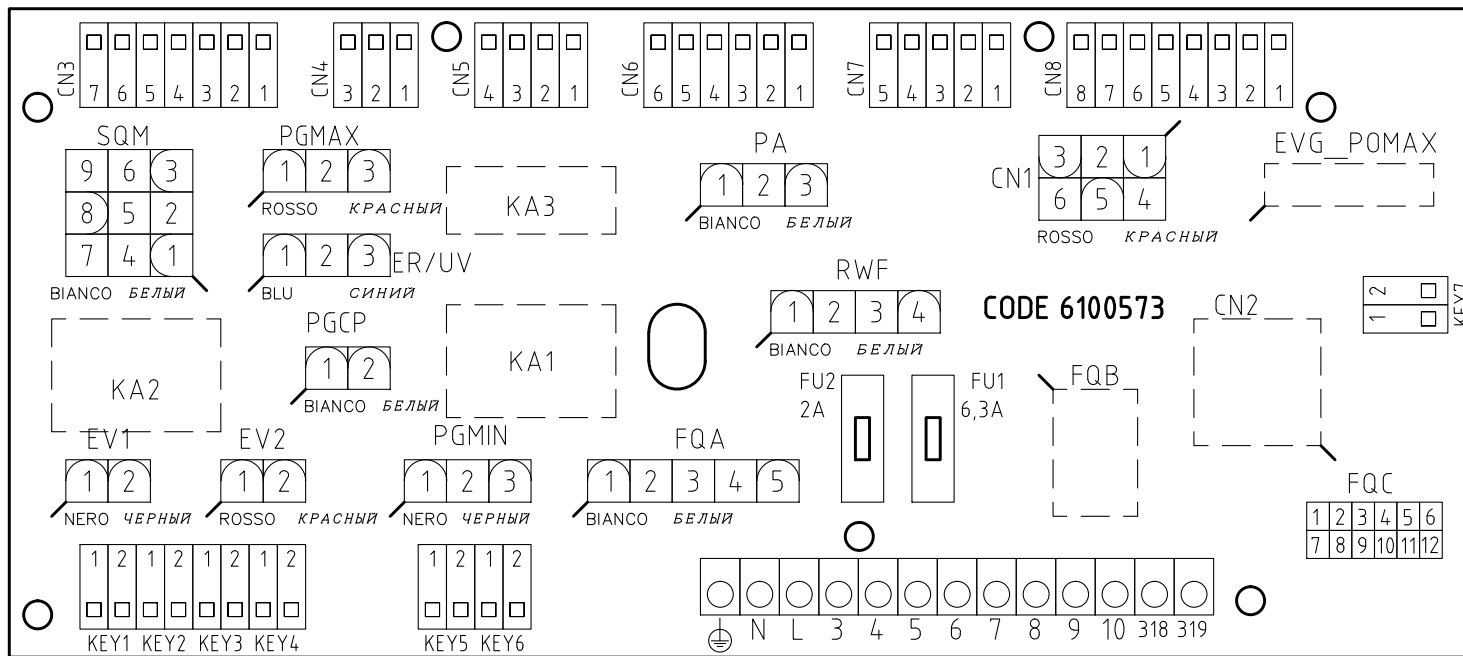 CN3
7 6 5 4 3 2 1
CN4
3 2 1
CN5
4 3 2 1
CN6
6 5 4 3 2 1
CN7
5 4 3 2 1
CN8
8 7 6 5 4 3 2 1
SQM
9 6 3
8 5 2
7 4 1
BIANCO БЕЛЫЙ
PGMAX
1 2 3
ROSSO КРАСНЫЙ
KA3
PA
1 2 3
BIANCO БЕЛЫЙ
CN1
3 2 1
6 5 4
ROSSO КРАСНЫЙ
EVG_POMAX
1 2 3
ER/UV
BLU СИНИЙ
RWF
1 2 3 4
BIANCO БЕЛЫЙ
CODE 6100573
CN2
2
1
KEY7
KA2
PGCP
1 2
BIANCO БЕЛЫЙ
KA1
FU2
2A
FU1
6,3A
FQB
EV1
1 2
NERO ЧЕРНЫЙ
EV2
1 2
ROSSO КРАСНЫЙ
PGMIN
1 2 3
NERO ЧЕРНЫЙ
FQA
1 2 3 4 5
BIANCO БЕЛЫЙ
FQC
1 2 3 4 5 6
7 8 9 10 11 12
1 2 1 2 1 2 1 2
KEY1 KEY2 KEY3 KEY4
1 2 1 2
KEY5 KEY6
N L 3 4 5 6 7 8 9 10 318 319